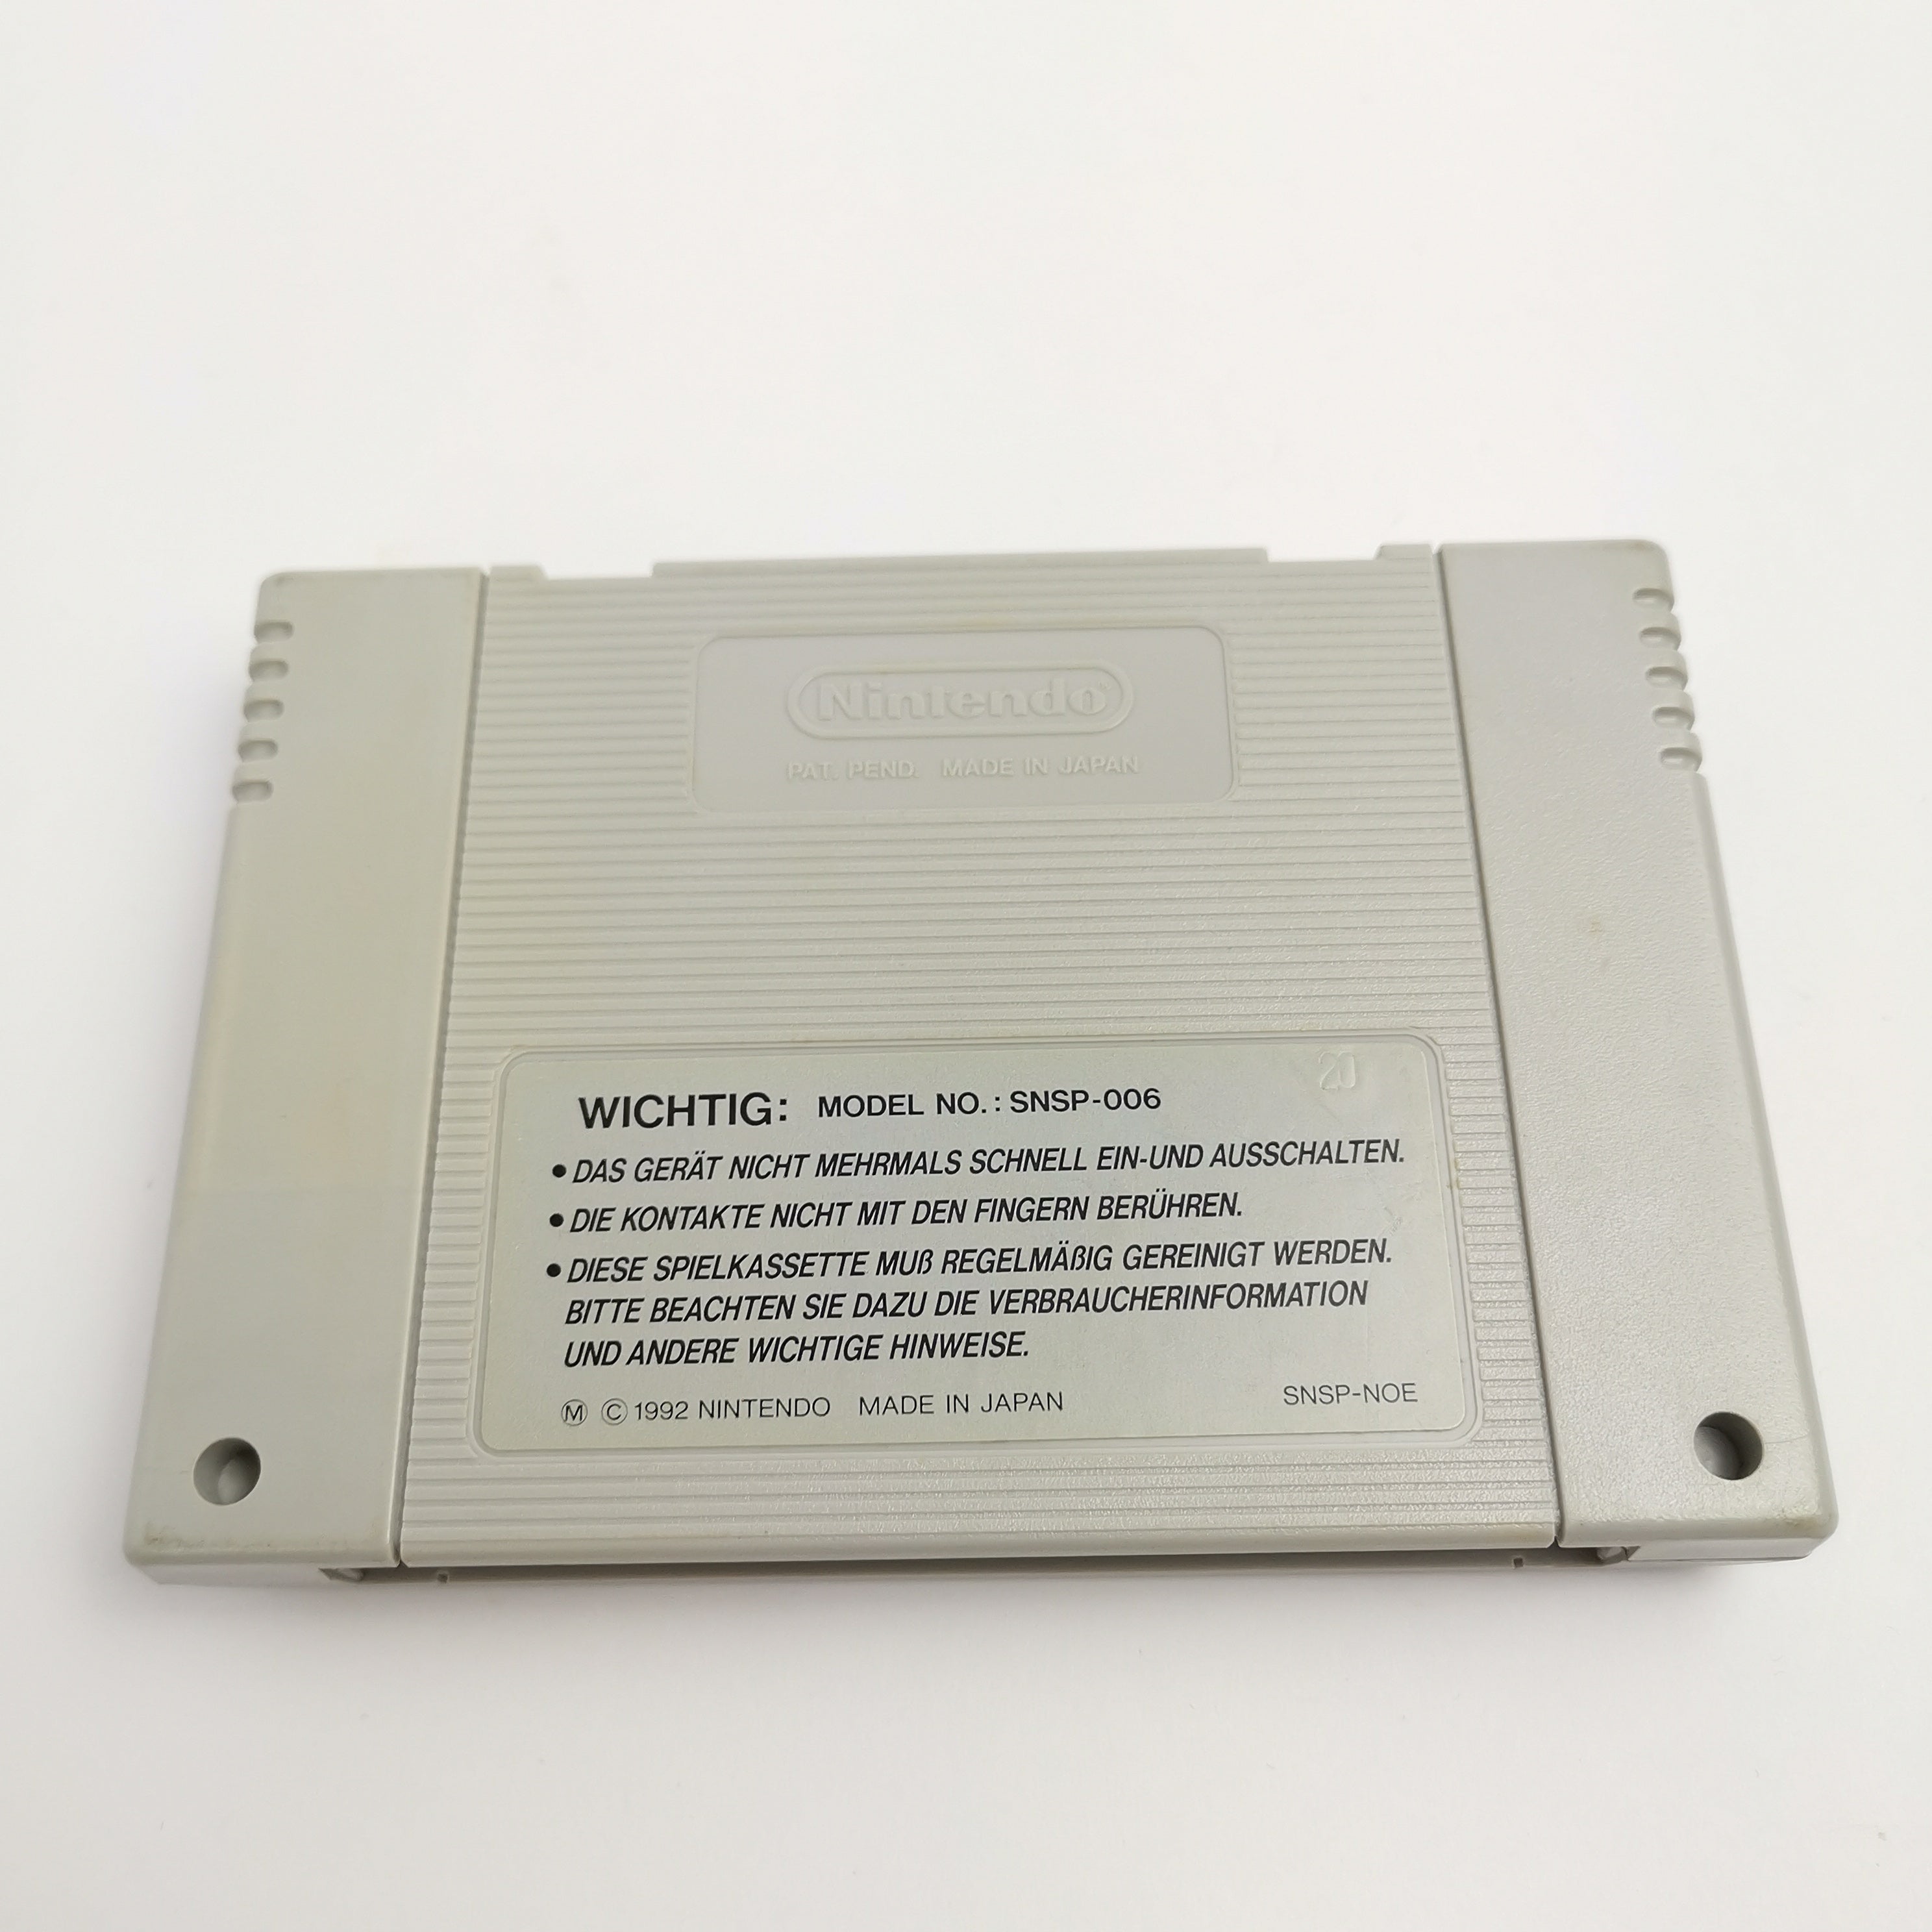 Nintendo
PAT. PEND. MADE IN JAPAN
20
WICHTIG: MODEL NO.: SNSP-006
• DAS GERÄT NICHT MEHRMALS SCHNELL EIN-UND AUSSCHALTEN.
• DIE KONTAKTE NICHT MIT DEN FINGERN BERÜHREN.
• DIESE SPIELKASSETTE MUß REGELMÄßIG GEREINIGT WERDEN.
BITTE BEACHTEN SIE DAZU DIE VERBRAUCHERINFORMATION
UND ANDERE WICHTIGE HINWEISE.
Ⓜ © 1992 NINTENDO MADE IN JAPAN SNSP-NOE